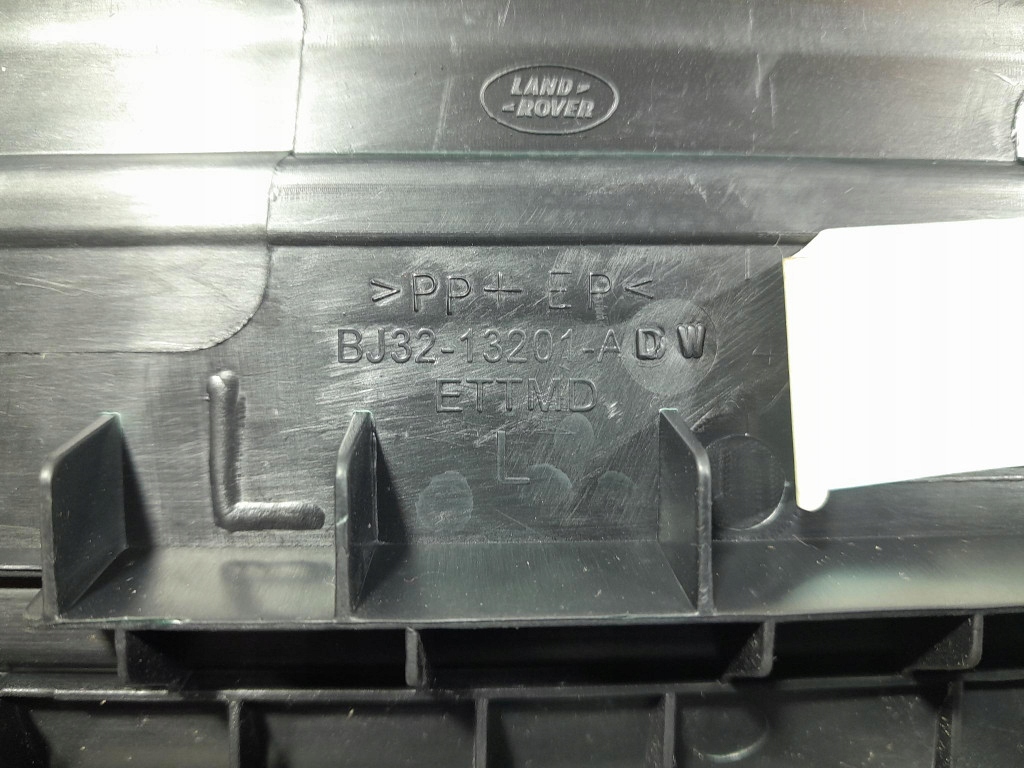 LAND
ROVER
>PP+EP<
BJ32-13201-ADW
ETTMD
L
L